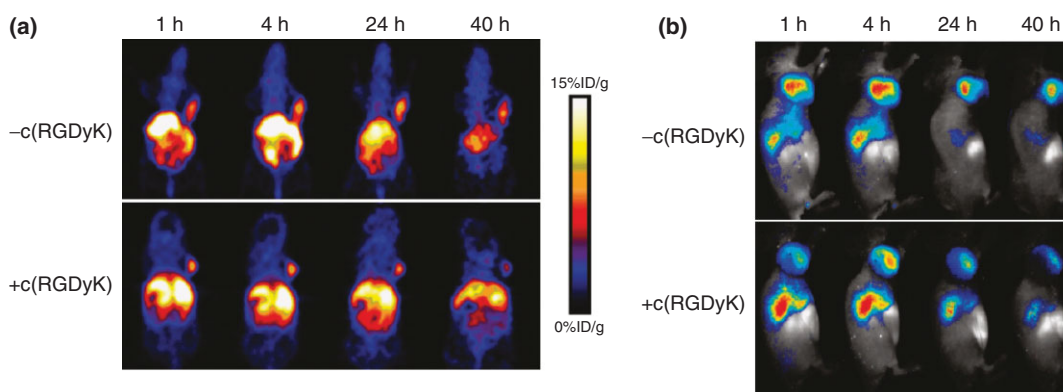 (a)
1 h 4 h 24 h 40 h
–c(RGDyK)
+c(RGDyK)
15%ID/g
0%ID/g
(b)
1 h 4 h 24 h 40 h
–c(RGDyK)
+c(RGDyK)